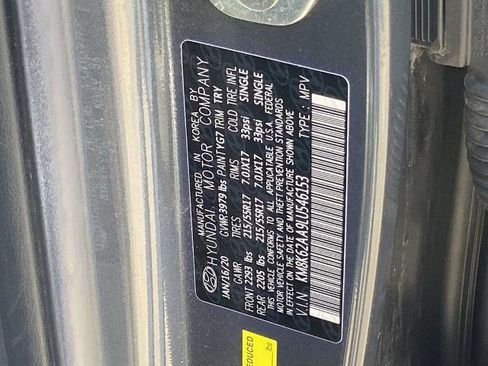 MANUFACTURED IN KOREA BY
HYUNDAI MOTOR COMPANY
JAN/16/20 GVWR 3979 lbs PAINT YG7 TRIM TRY
GAWR TIRES RIMS COLD TIRE INFL
FRONT 2293 lbs 215/55R17 7.0JX17 33psi SINGLE
REAR 2205 lbs 215/55R17 7.0JX17 33psi SINGLE
THIS VEHICLE CONFORMS TO ALL APPLICABLE U.S.A FEDERAL
MOTOR VEHICLE SAFETY AND THEFT PREVENTION STANDARDS
IN EFFECT ON THE DATE OF MANUFACTURE SHOWN ABOVE
V.I.N. KM8K62AA9LU546153 TYPE : MPV
EDUCED
lbs